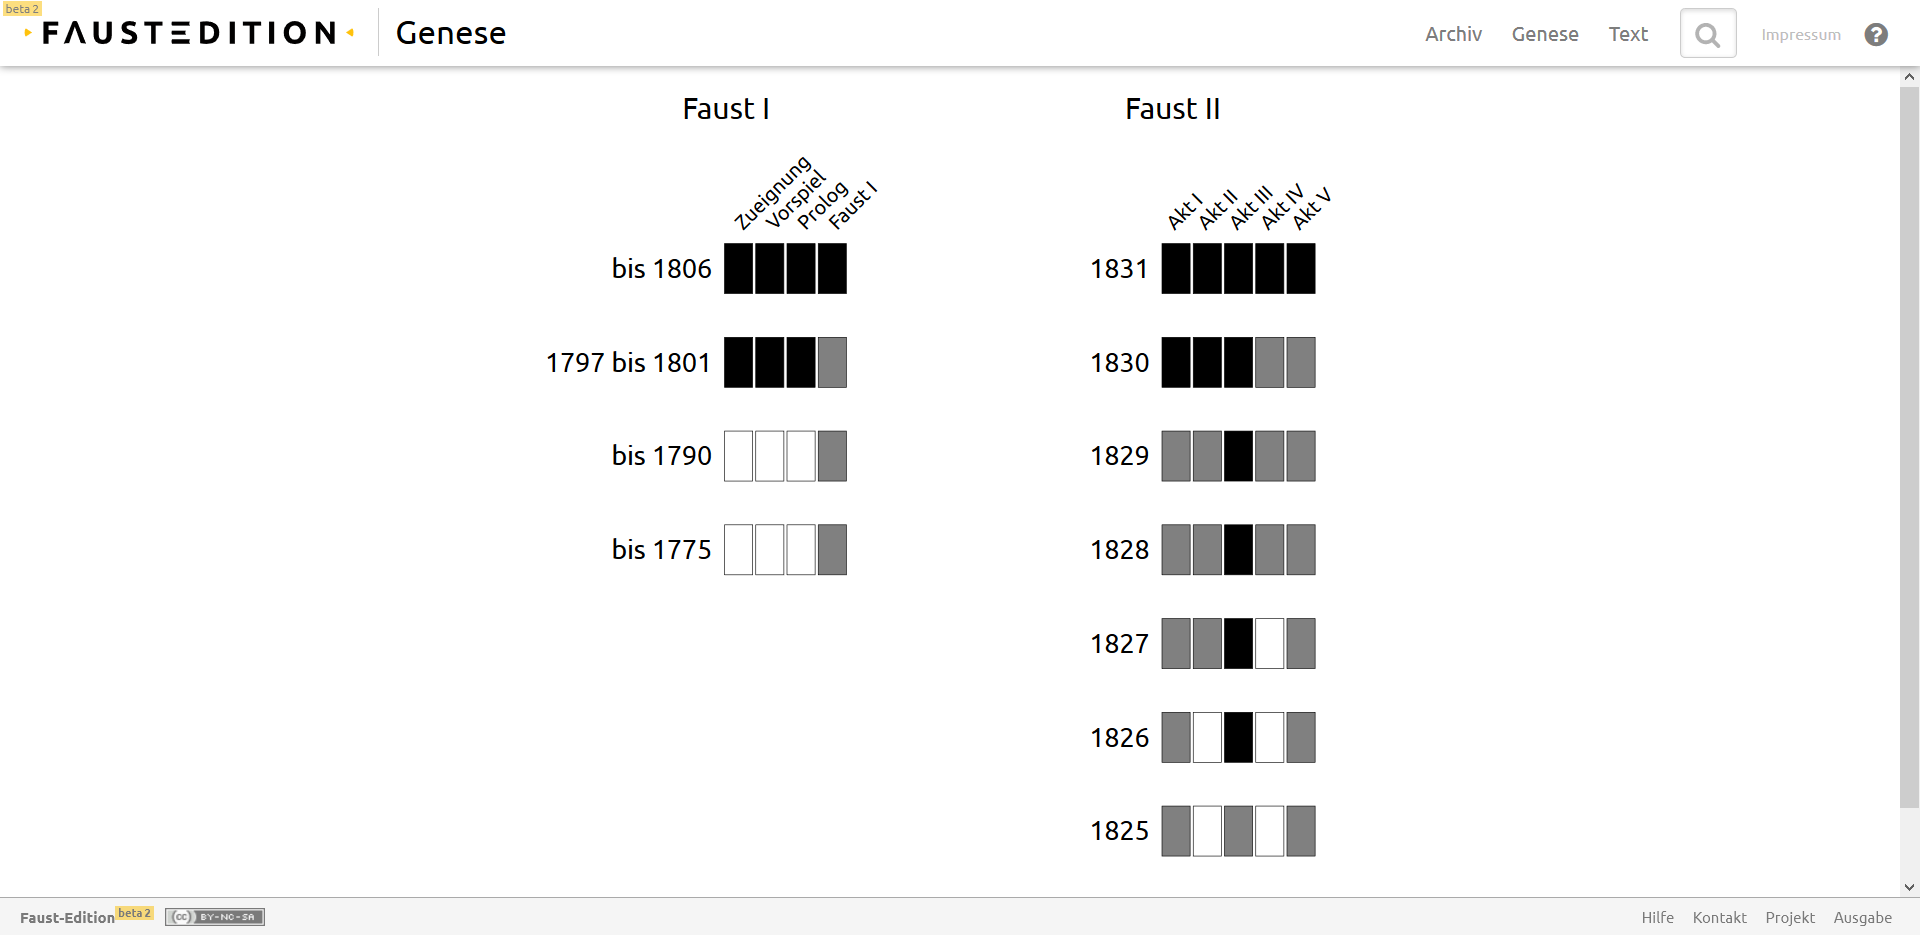 beta 2
FAUSTEDITION
Genese
Archiv Genese Text Impressum ?
Faust I
Faust II
Zueignung
Vorspiel
Prolog
Faust I
Akt I
Akt II
Akt III
Akt IV
Akt V
bis 1806
1797 bis 1801
bis 1790
bis 1775
1831
1830
1829
1828
1827
1826
1825
Faust-Edition beta 2
cc BY-NC-SA
Hilfe Kontakt Projekt Ausgabe